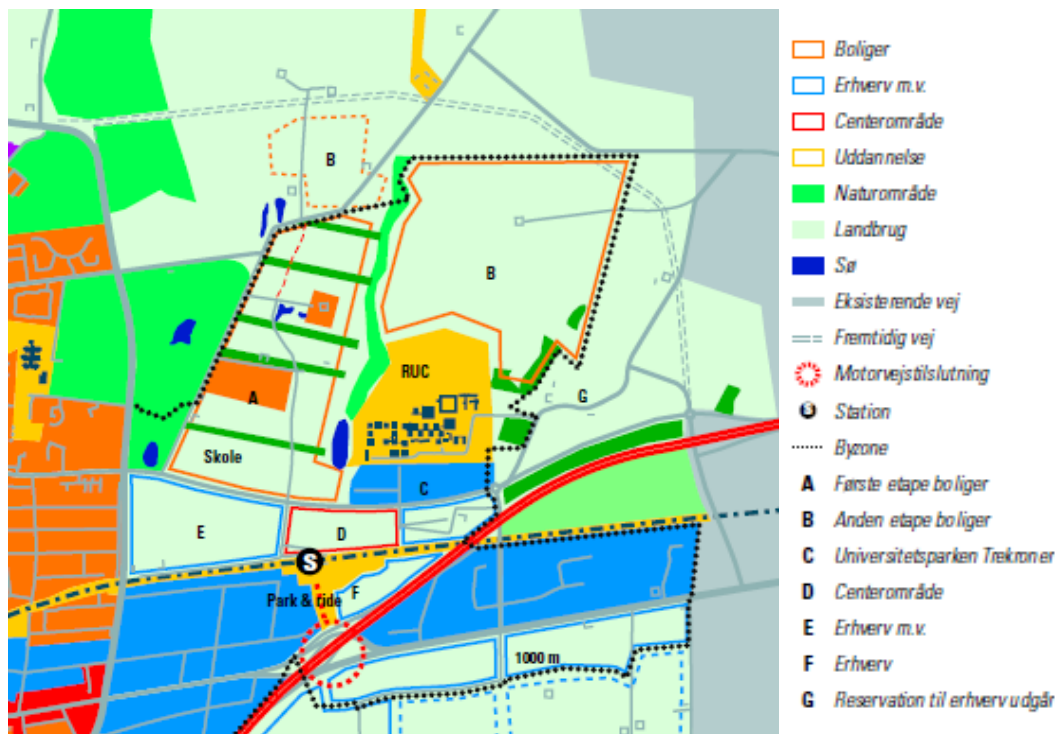 B
B
A
RUC
G
Skole
C
E
D
S
Park & ride
F
1000 m
Boliger
Erhverv m.v.
Centerområde
Uddannelse
Naturområde
Landbrug
Sø
Eksisterende vej
Fremtidig vej
Motorvejstilslutning
S Station
Byzone
A Første etape boliger
B Anden etape boliger
C Universitetsparken Trekroner
D Centerområde
E Erhverv m.v.
F Erhverv
G Reservation til erhverv udgår